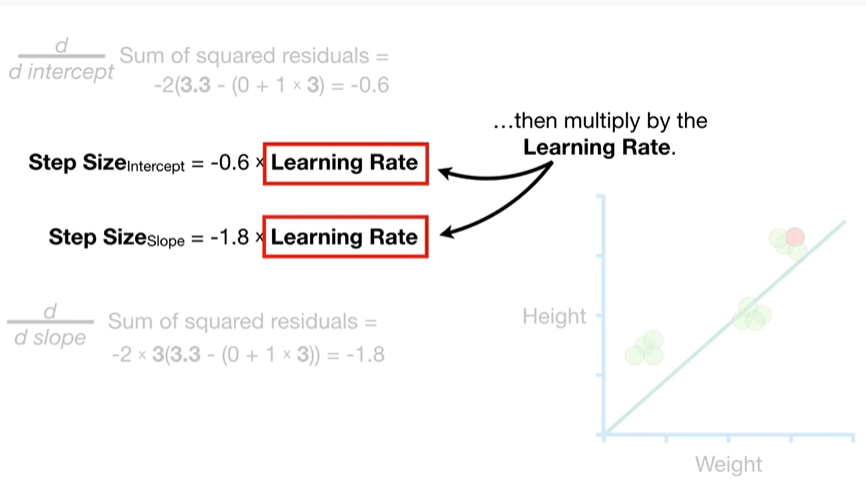 d
d intercept
Sum of squared residuals =
-2(3.3 - (0 + 1 × 3) = -0.6
…then multiply by the
Learning Rate.
Step SizeIntercept = -0.6 × Learning Rate
Step SizeSlope = -1.8 × Learning Rate
d
d slope
Sum of squared residuals =
-2 × 3(3.3 - (0 + 1 × 3)) = -1.8
Height
Weight